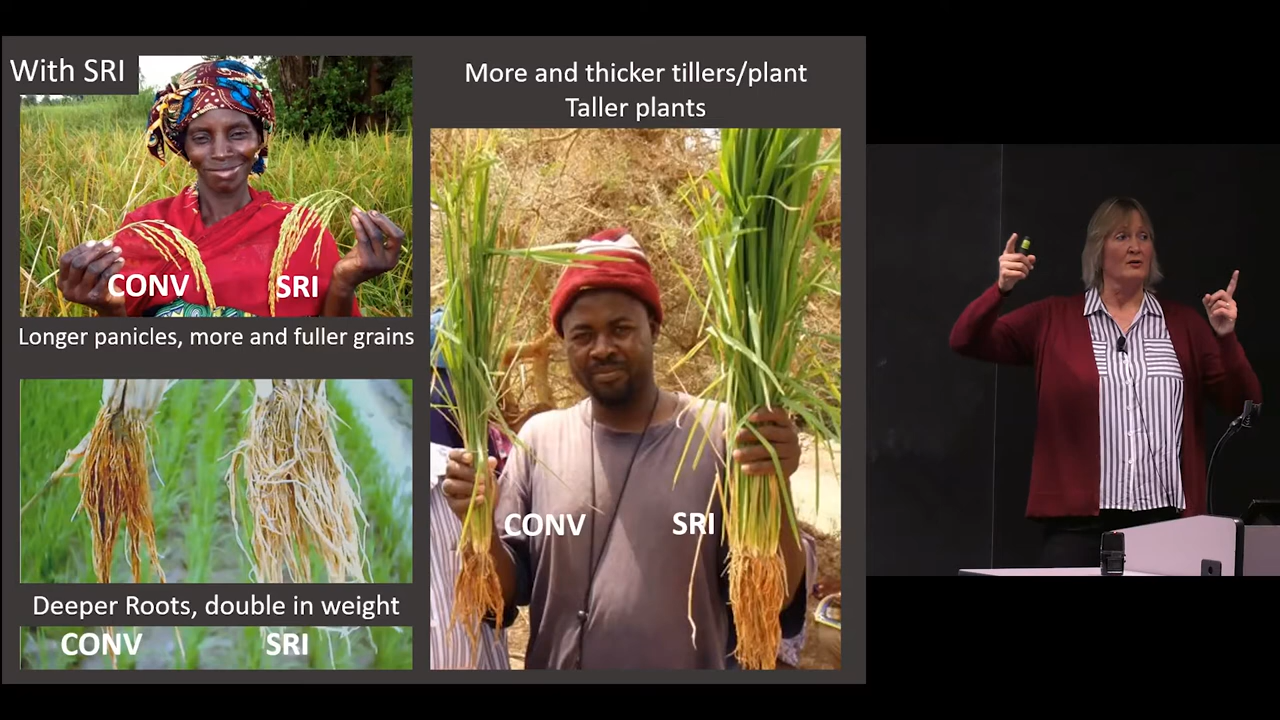 With SRI
CONV
SRI
Longer panicles, more and fuller grains
Deeper Roots, double in weight
CONV
SRI
More and thicker tillers/plant
Taller plants
CONV
SRI